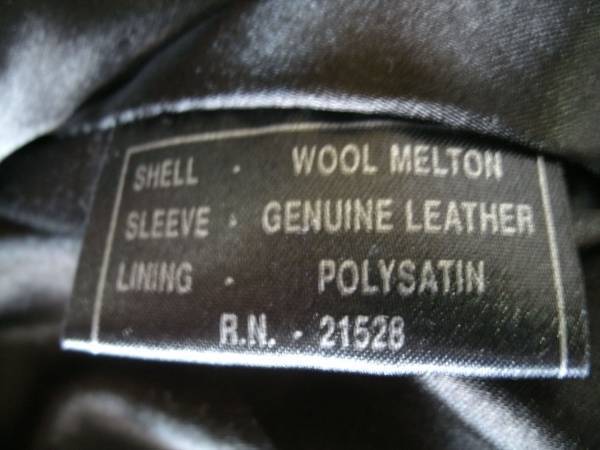 SHELL - WOOL MELTON
SLEEVE - GENUINE LEATHER
LINING - POLYSATIN
R.N. - 21528